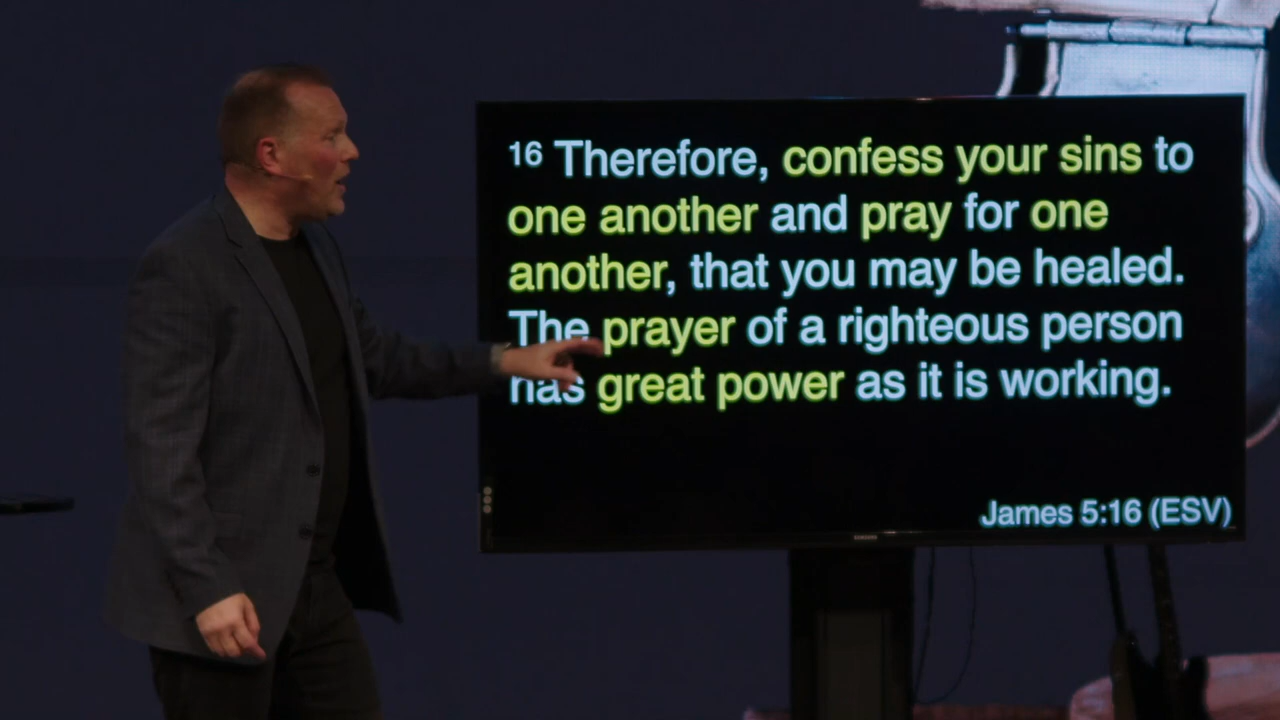 16 Therefore, confess your sins to
one another and pray for one
another, that you may be healed.
The prayer of a righteous person
has great power as it is working.
James 5:16 (ESV)
SAMSUNG